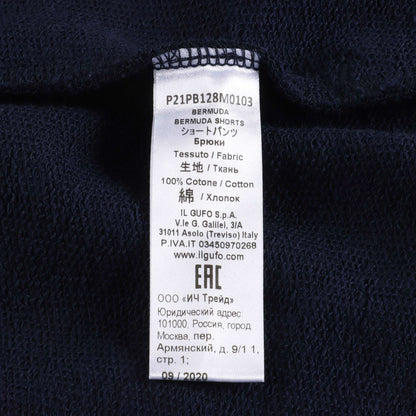 P21PB128M0103
BERMUDA
BERMUDA SHORTS
ショートパンツ
Брюки
Tessuto / Fabric
生地 / Ткань
100% Cotone / Cotton
綿 / Хлопок
IL GUFO S.p.A.
V.le G. Galilei, 3/A
31011 Asolo (Treviso) Italy
P.IVA.IT 03450970268
www.ilgufo.com
EAC
ООО «ИЧ Трейд»
Юридический адрес
101000, Россия, город
Москва, пер.
Армянский, д. 9/1 1,
стр. 1;
09 / 2020